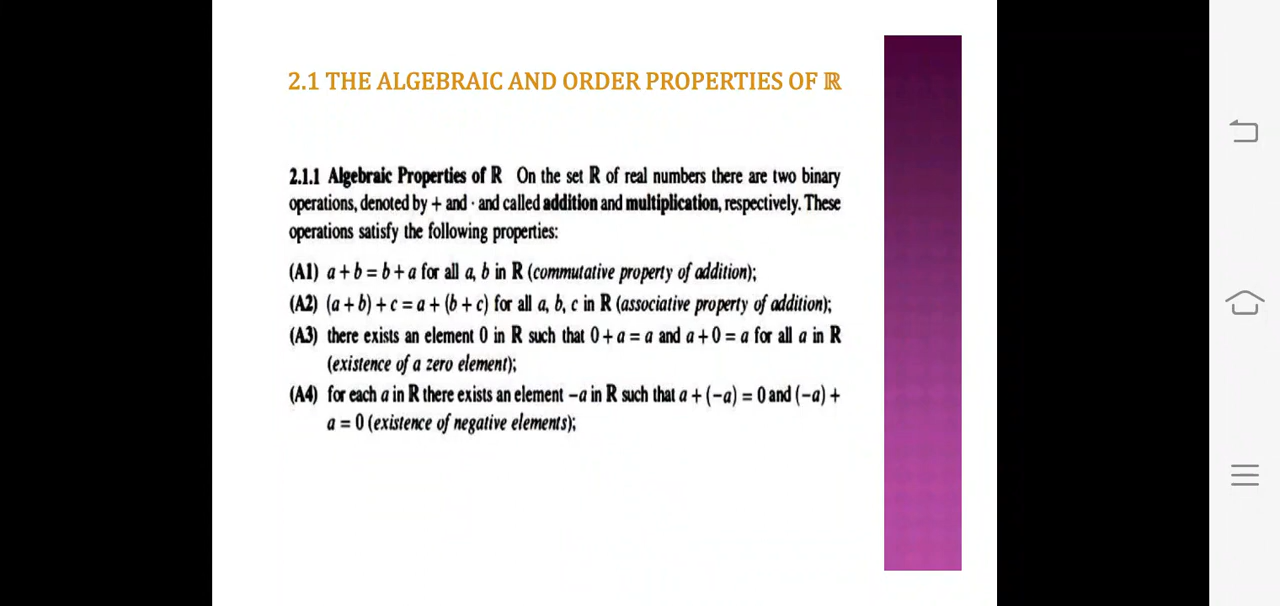 2.1 THE ALGEBRAIC AND ORDER PROPERTIES OF ℝ
2.1.1 Algebraic Properties of R On the set R of real numbers there are two binary
operations, denoted by + and · and called addition and multiplication, respectively. These
operations satisfy the following properties:
(A1) a + b = b + a for all a, b in R (commutative property of addition);
(A2) (a + b) + c = a + (b + c) for all a, b, c in R (associative property of addition);
(A3) there exists an element 0 in R such that 0 + a = a and a + 0 = a for all a in R
(existence of a zero element);
(A4) for each a in R there exists an element −a in R such that a + (−a) = 0 and (−a) +
a = 0 (existence of negative elements);